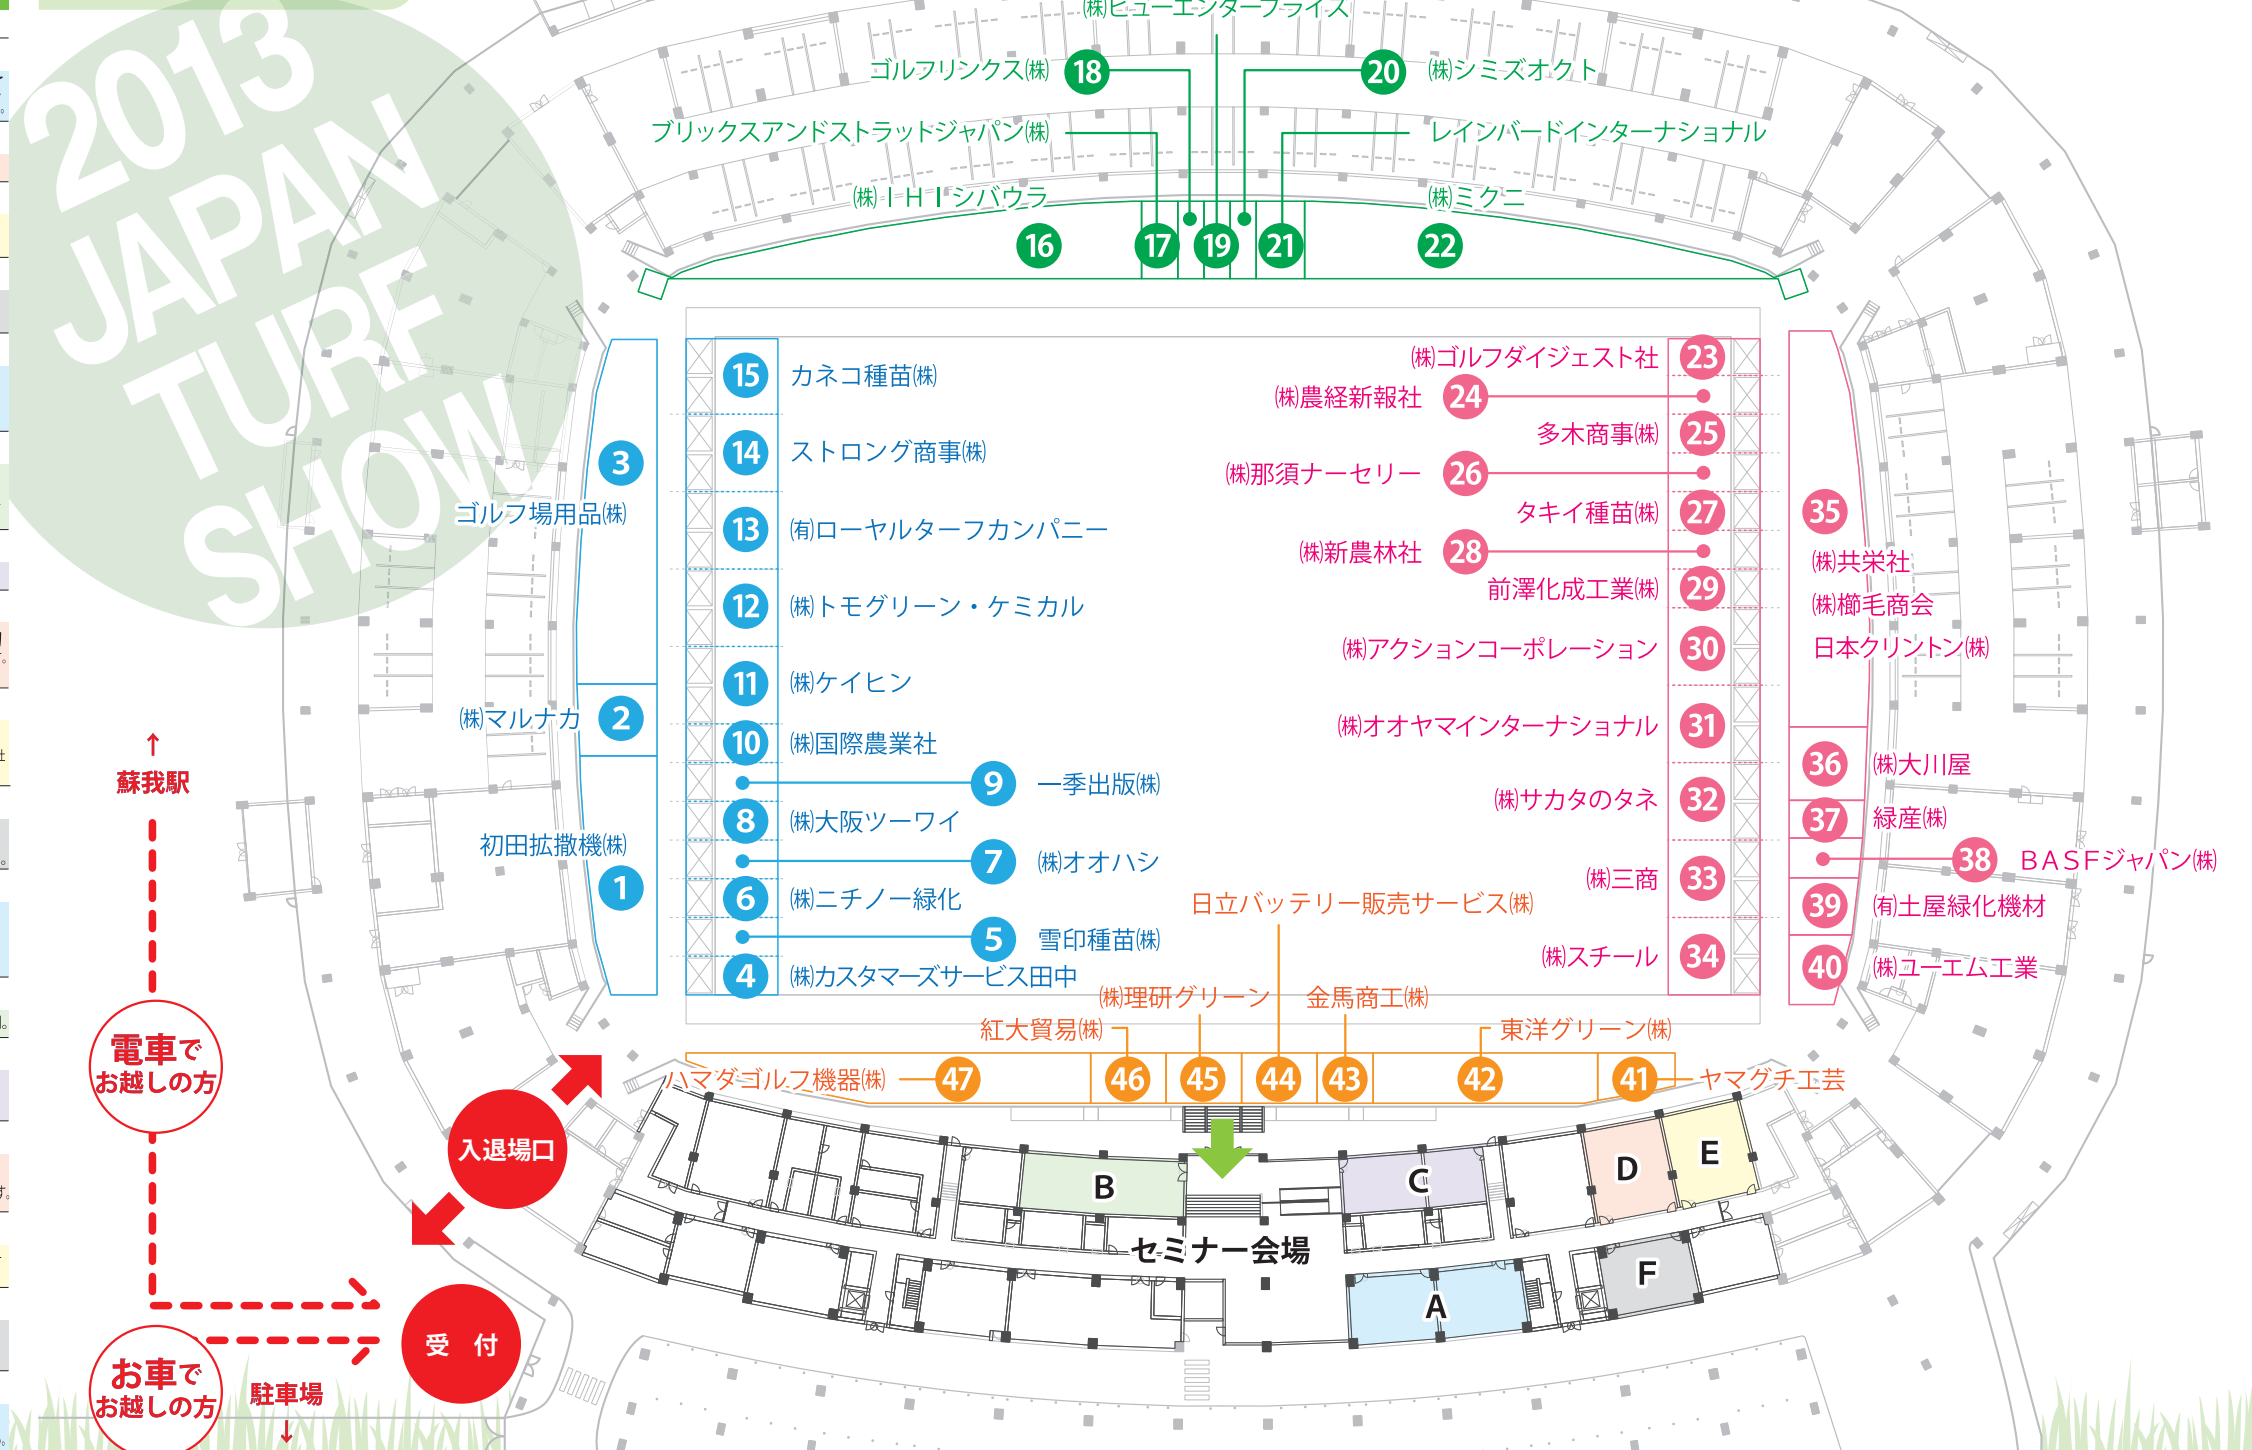 2013
JAPAN
TURF
SHOW
㈱ビューエンタープライズ
ゴルフリンクス㈱ 18
20 ㈱シミズオクト
ブリックスアンドストラットジャパン㈱
レインバードインターナショナル
㈱ＩＨＩシバウラ
㈱ミクニ
16 17 19 21 22
15 カネコ種苗㈱
14 ストロング商事㈱
13 ㈲ローヤルターフカンパニー
12 ㈱トモグリーン・ケミカル
11 ㈱ケイヒン
10 ㈱国際農業社
9 一季出版㈱
8 ㈱大阪ツーワイ
7 ㈱オオハシ
6 ㈱ニチノー緑化
5 雪印種苗㈱
4 ㈱カスタマーズサービス田中
3
ゴルフ場用品㈱
㈱マルナカ 2
初田拡撒機㈱
1
㈱ゴルフダイジェスト社 23
㈱農経新報社 24
多木商事㈱ 25
㈱那須ナーセリー 26
タキイ種苗㈱ 27
㈱新農林社 28
前澤化成工業㈱ 29
㈱アクションコーポレーション 30
㈱オオヤマインターナショナル 31
㈱サカタのタネ 32
㈱三商 33
㈱スチール 34
35
㈱共栄社
㈱櫛毛商会
日本クリントン㈱
36 ㈱大川屋
37 緑産㈱
38 ＢＡＳＦジャパン㈱
39 ㈲土屋緑化機材
40 ㈱ユーエム工業
日立バッテリー販売サービス㈱
㈱理研グリーン
金馬商工㈱
紅大貿易㈱
東洋グリーン㈱
ハマダゴルフ機器㈱ 47 46 45 44 43 42 41 ヤマグチ工芸
B
C
D
E
セミナー会場
A
F
↑
蘇我駅
電車で
お越しの方
入退場口
受　付
お車で
お越しの方
駐車場
↓